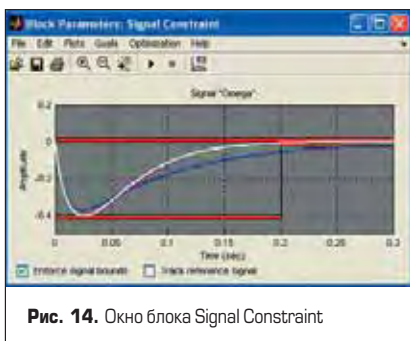 Block Parameters: Signal Constraint
File Edit Plots Goals Optimization Help
Signal "Omega"
0.2
0
-0.2
-0.4
Amplitude
0 0.05 0.1 0.15 0.2 0.25 0.3
Time (sec)
Enforce signal bounds Track reference signal
Рис. 14. Окно блока Signal Constraint